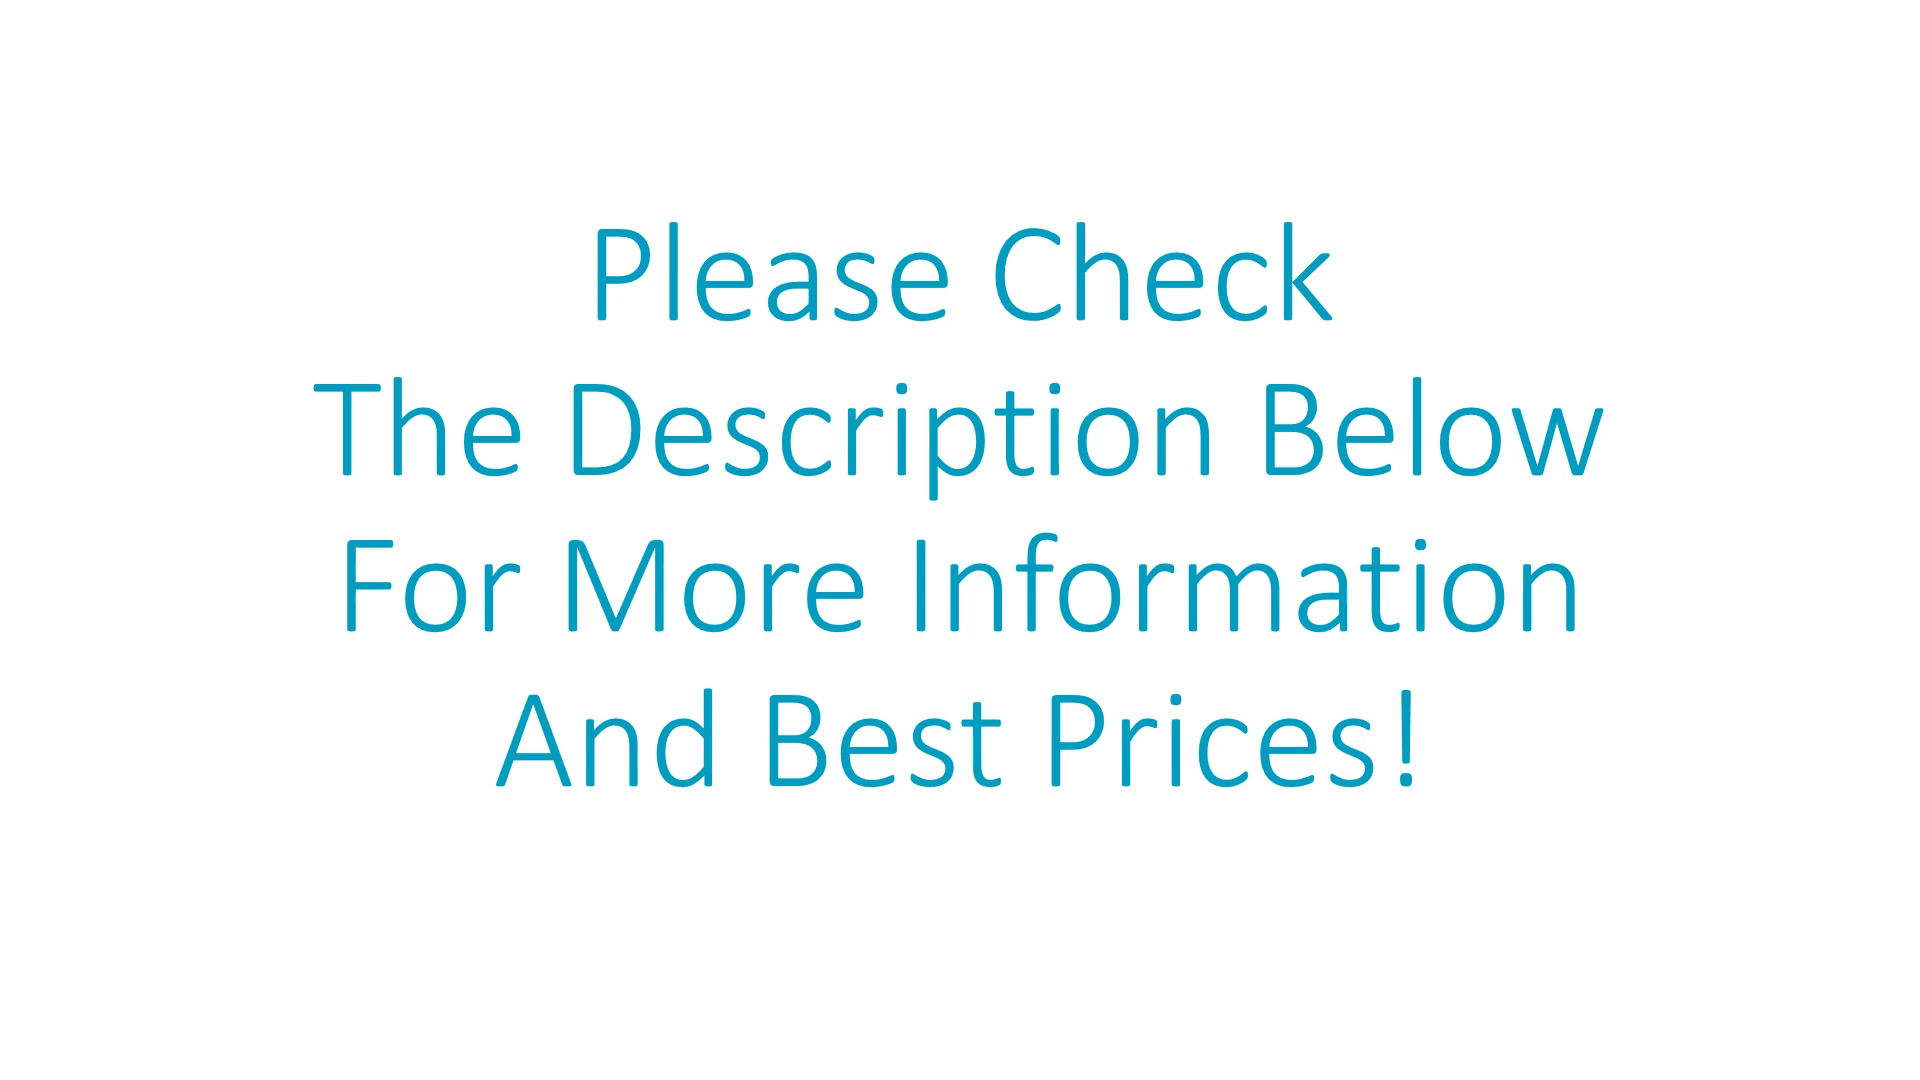 Please Check
The Description Below
For More Information
And Best Prices!